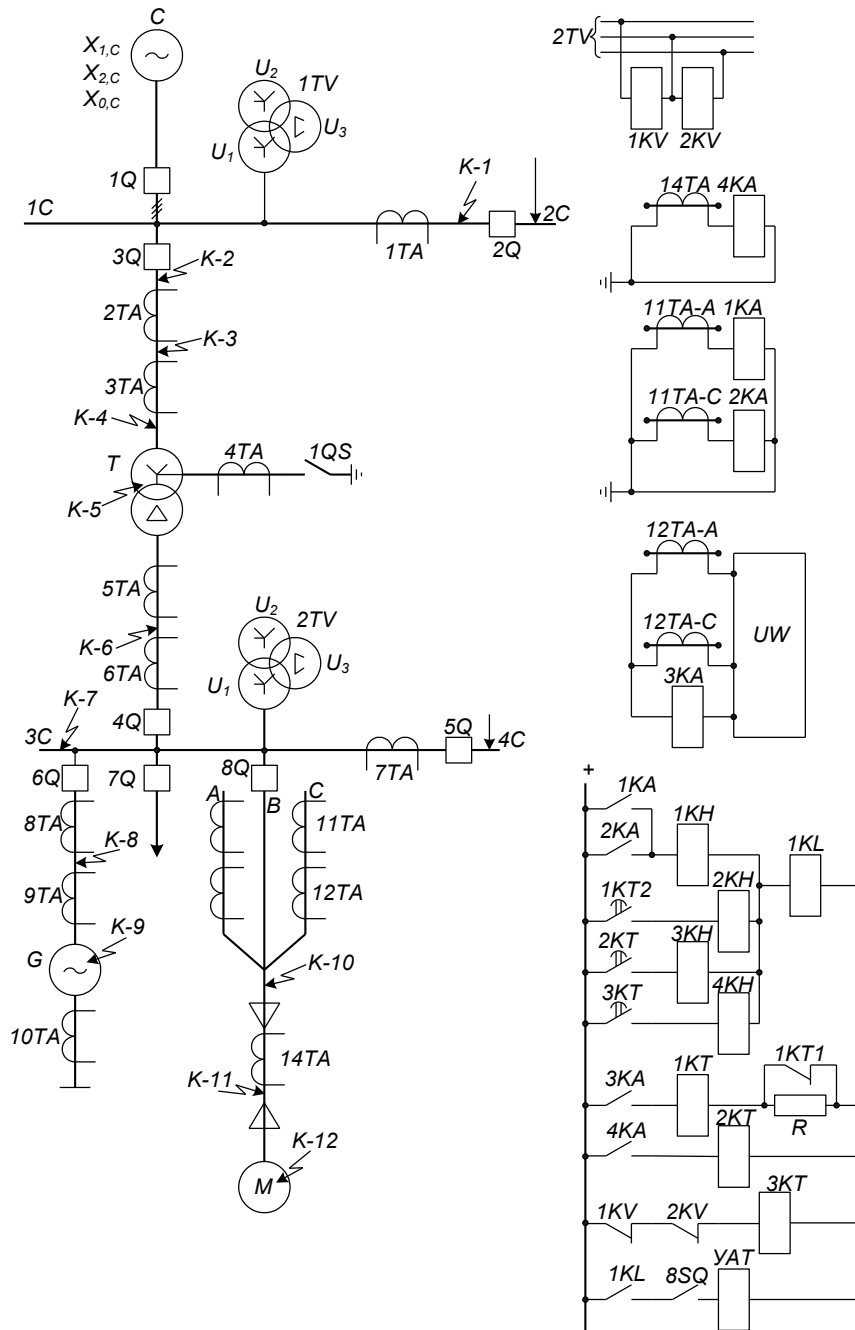 C
X1,C
X2,C
X0,C
U2
1TV
U3
U1
1Q
K-1
1C
2C
1TA
2Q
3Q
K-2
2TA
K-3
3TA
K-4
T
4TA
1QS
K-5
5TA
K-6
6TA
U2
2TV
U3
U1
K-7
4Q
5Q
3C
4C
7TA
6Q
7Q
8Q
A
B
C
8TA
11TA
K-8
9TA
12TA
K-9
G
K-10
10TA
14TA
K-11
K-12
M
2TV
1KV
2KV
14TA
4KA
11TA-A
1KA
11TA-C
2KA
12TA-A
12TA-C
UW
3KA
+
1KA
1KH
2KA
1KL
1KT2
2KH
2KT
3KH
3KT
4KH
3KA
1KT
1KT1
R
4KA
2KT
3KT
1KV
2KV
1KL
8SQ
УАТ